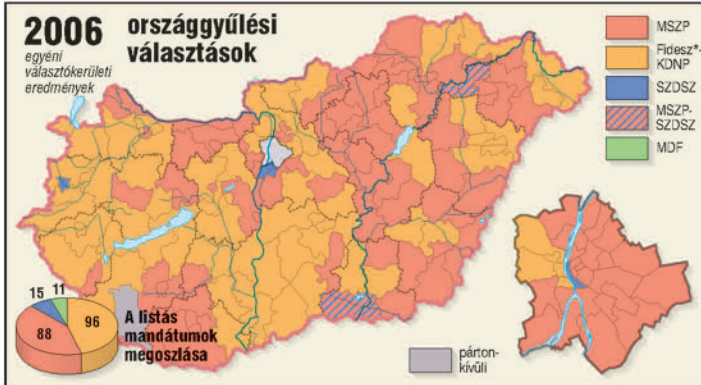 2006 országgyűlési
választások
egyéni
választókerületi
eredmények
MSZP
Fidesz*-
KDNP
SZDSZ
MSZP-
SZDSZ
MDF
15
11
88
96
A listás
mandátumok
megoszlása
párton-
kívüli